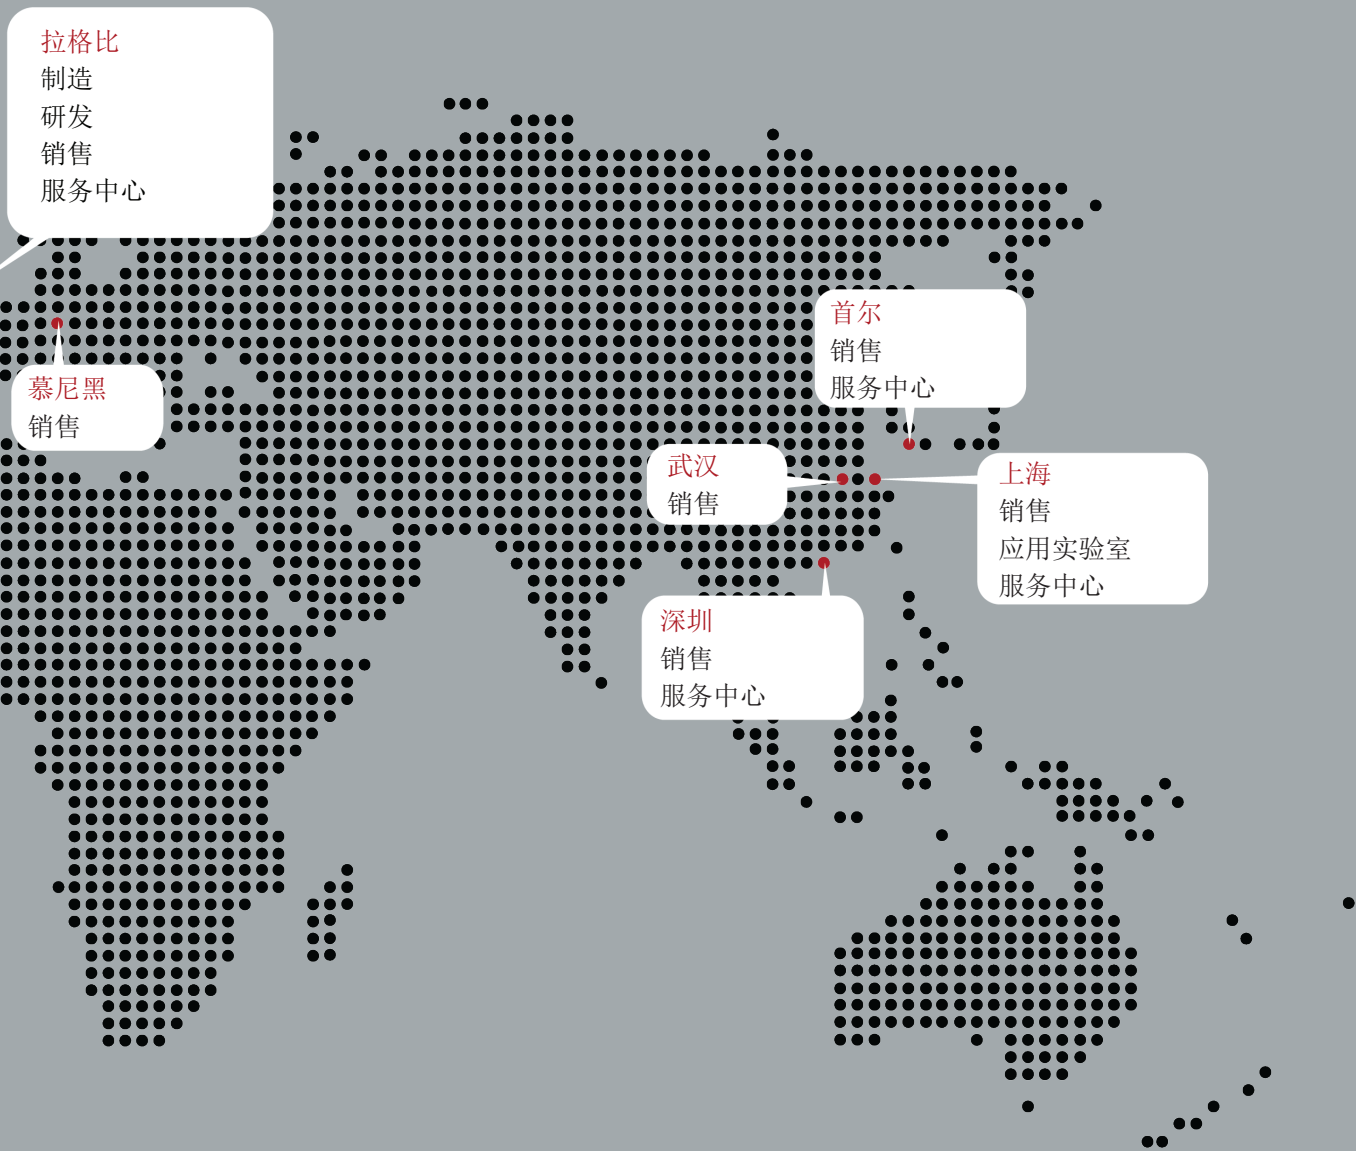 拉格比
制造
研发
销售
服务中心
首尔
销售
服务中心
慕尼黑
销售
武汉
销售
上海
销售
应用实验室
服务中心
深圳
销售
服务中心